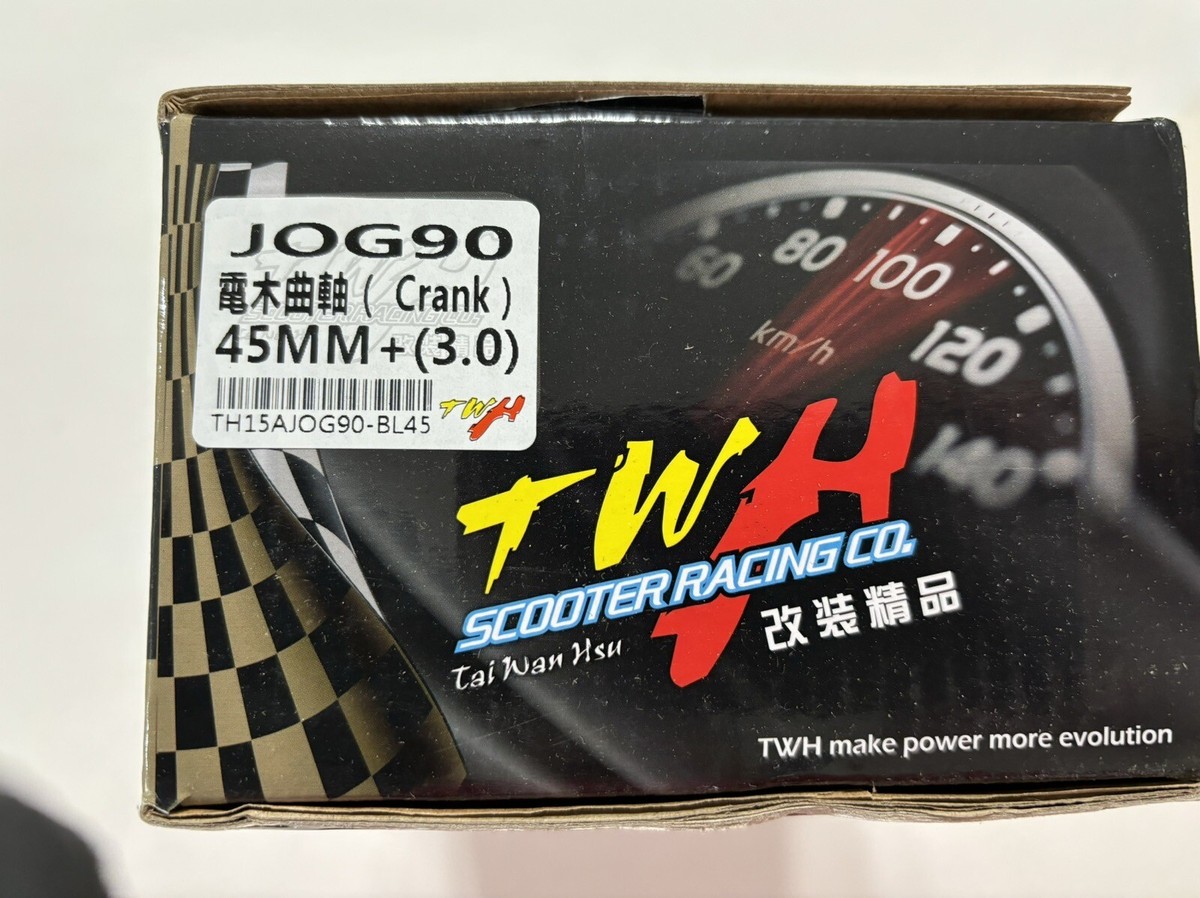 JOG90
電木曲軸 ( Crank )
45MM+(3.0)
TH15AJOG90-BL45
TWH
60
80
100
120
140
km/h
TWH
SCOOTER RACING CO.
Tai Wan Hsu
改裝精品
TWH make power more evolution